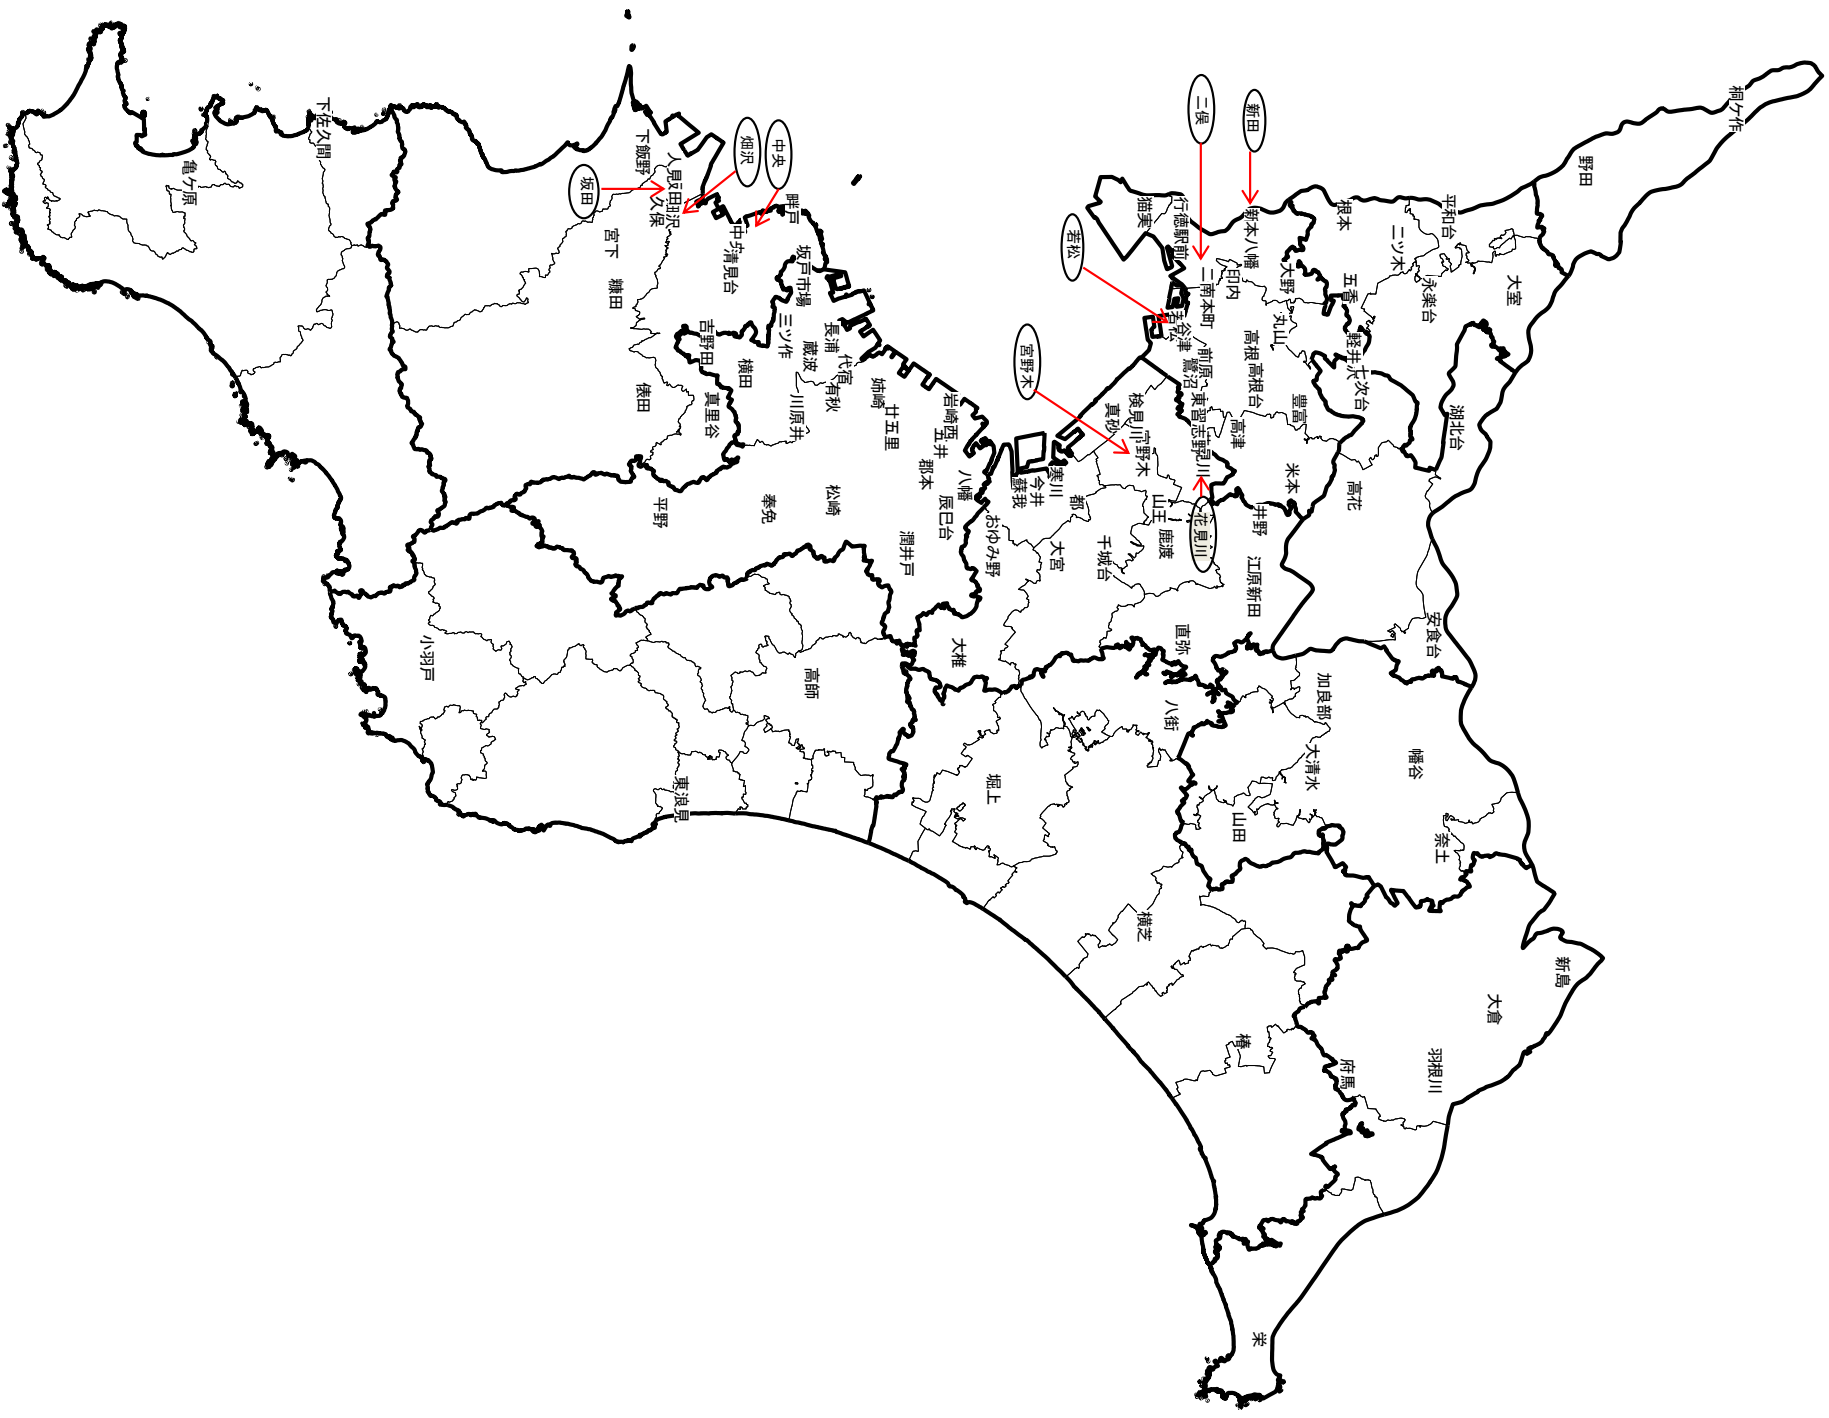 桐ケ作
野田
新島
大室
大倉
湖北台
平和台
羽根川
奈土
安食台
永楽台
幡谷
二ツ木
七次台
軽井沢
高花
五香
根本
府馬
加良部
大清水
豊富
米本
大野
丸山
栄
井野
江原新田
高根台
高根
新田
本八幡
新
椿
山田
高津
印内
二俣
南本町
二
前原
東習志野
花見川
見川
直弥
鷺沼
谷津
行徳駅前
八街
若松
若松
鹿渡
山王
猫実
横芝
宮野木
宮野木
検見川
真砂
千城台
都
若松
寒川
大宮
今井
蘇我
おゆみ野
堀上
八幡
大椎
岩崎西
五井
辰巳台
郡本
潤井戸
廿五里
姉崎
代宿
有秋
長浦
松崎
高師
蔵波
坂戸市場
川原井
畔戸
三ツ作
中央
奉免
畑沢
横田
中央
清見台
真里谷
吉野田
東浪見
人見
坂田
畑沢
久保
平野
下飯野
俵田
糠田
宮下
坂田
小羽戸
下佐久間
亀ケ原